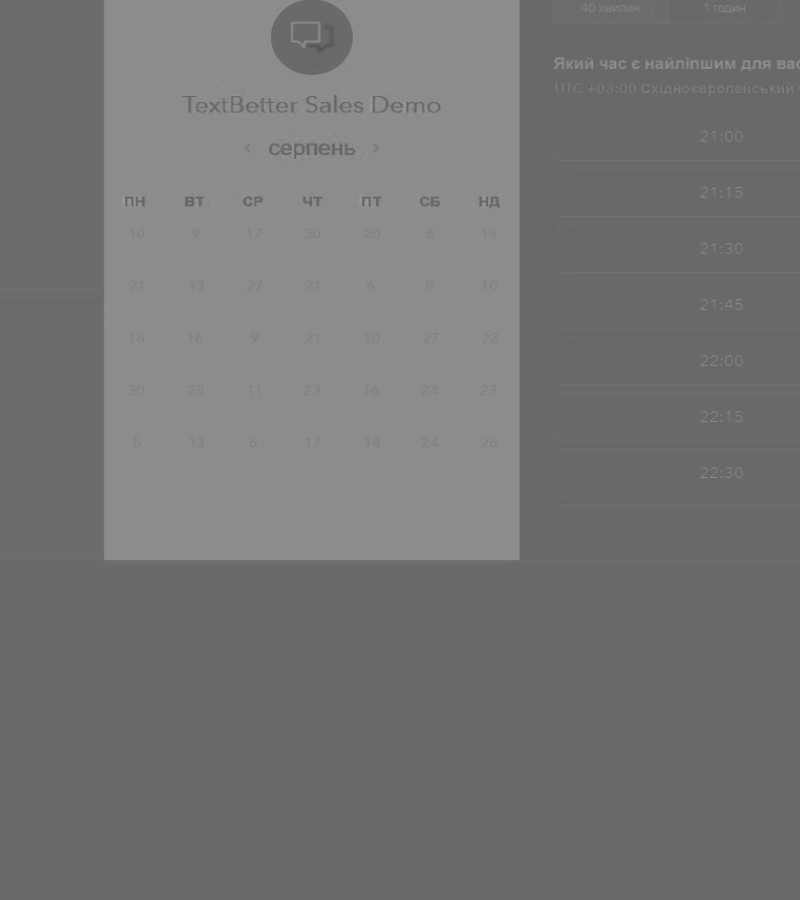 TextBetter Sales Demo
< серпень >
ПН ВТ СР ЧТ ПТ СБ НД
10 9 17 30 20 8 19
21 13 27 21 6 8 10
18 16 9 21 10 27 22
30 28 11 23 16 24 23
5 13 6 17 14 24 26
40 хвилин 1 годин
Який час є найліпшим для вас
UTC +03:00 Східноєвропейський
21:00
21:15
21:30
21:45
22:00
22:15
22:30